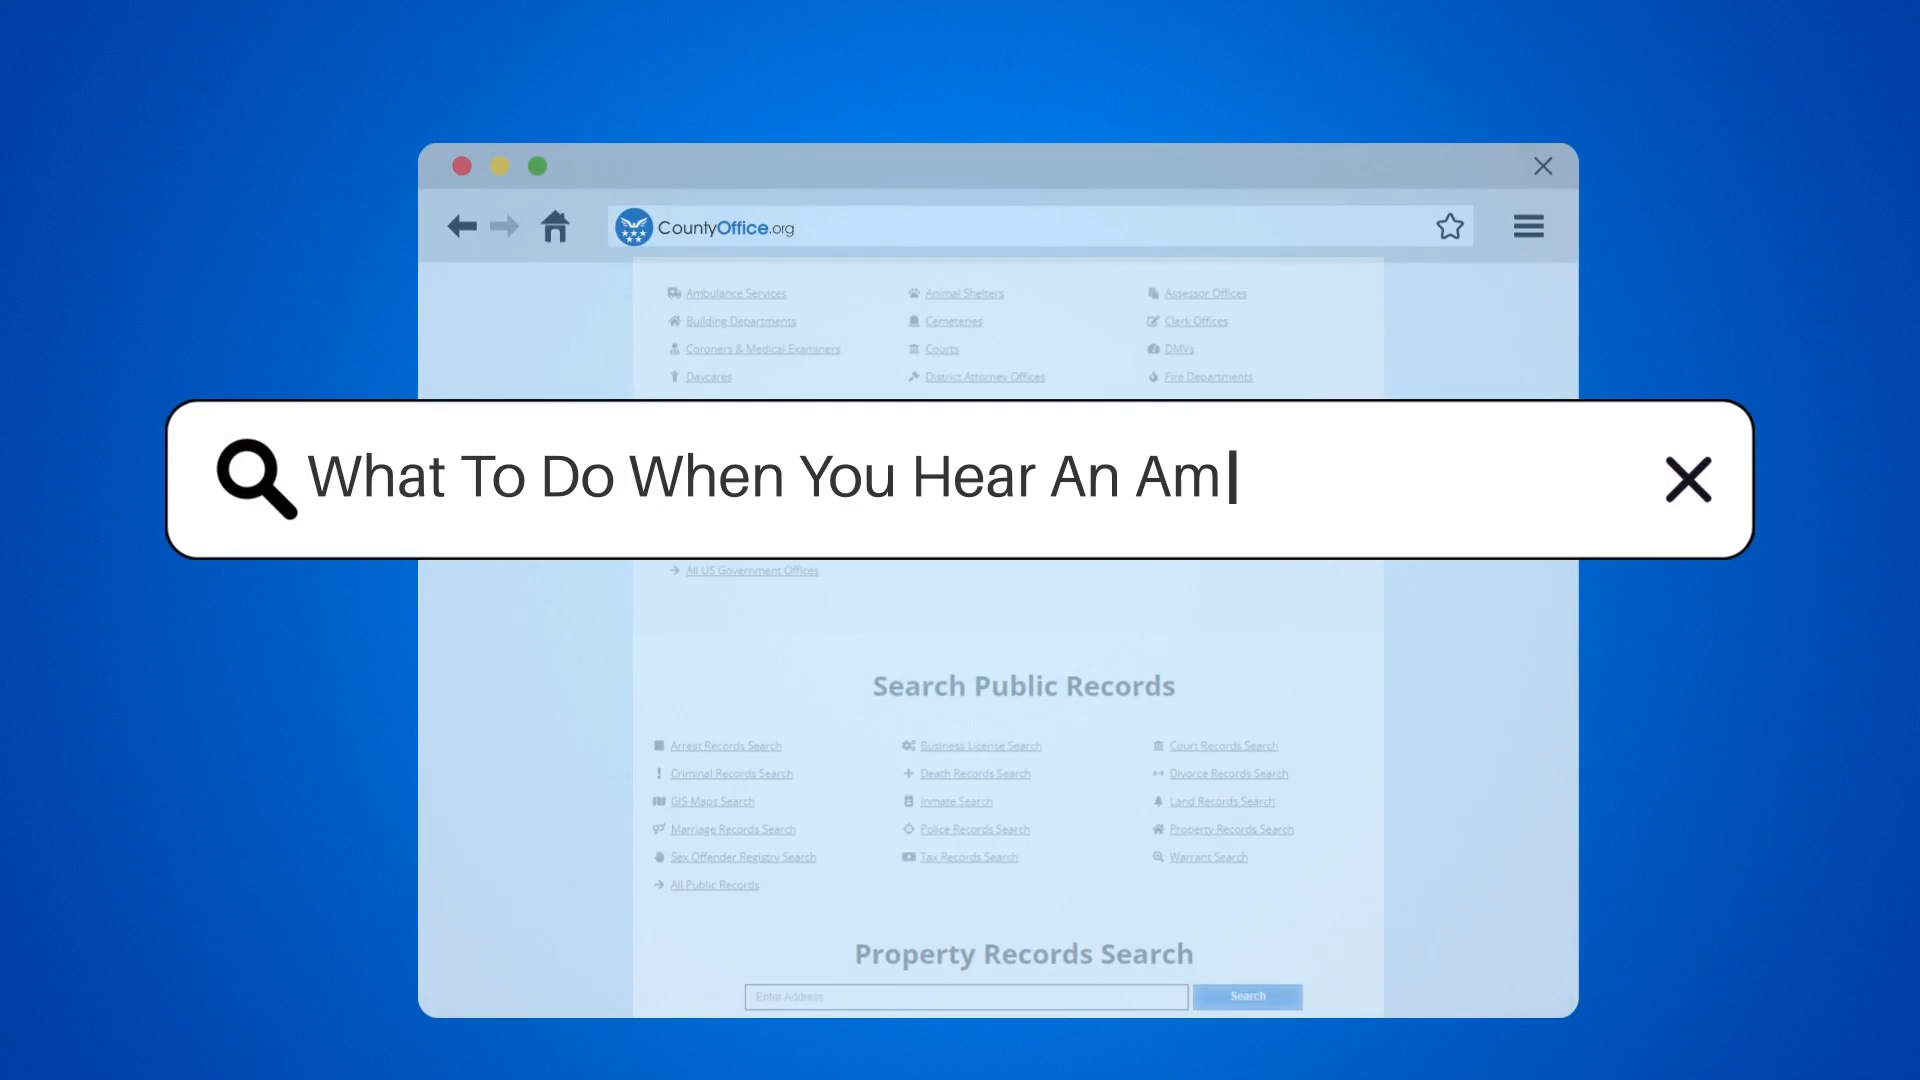 CountyOffice.org
Ambulance Services Animal Shelters Assessor Offices
Building Departments Cemeteries Clerk Offices
Coroners & Medical Examiners Courts DMVs
Daycares District Attorney Offices Fire Departments
What To Do When You Hear An Am
All US Government Offices
Search Public Records
Arrest Records Search Business License Search Court Records Search
Criminal Records Search Death Records Search Divorce Records Search
GIS Maps Search Inmate Search Land Records Search
Marriage Records Search Police Records Search Property Records Search
Sex Offender Registry Search Tax Records Search Warrant Search
All Public Records
Property Records Search
Enter Address Search